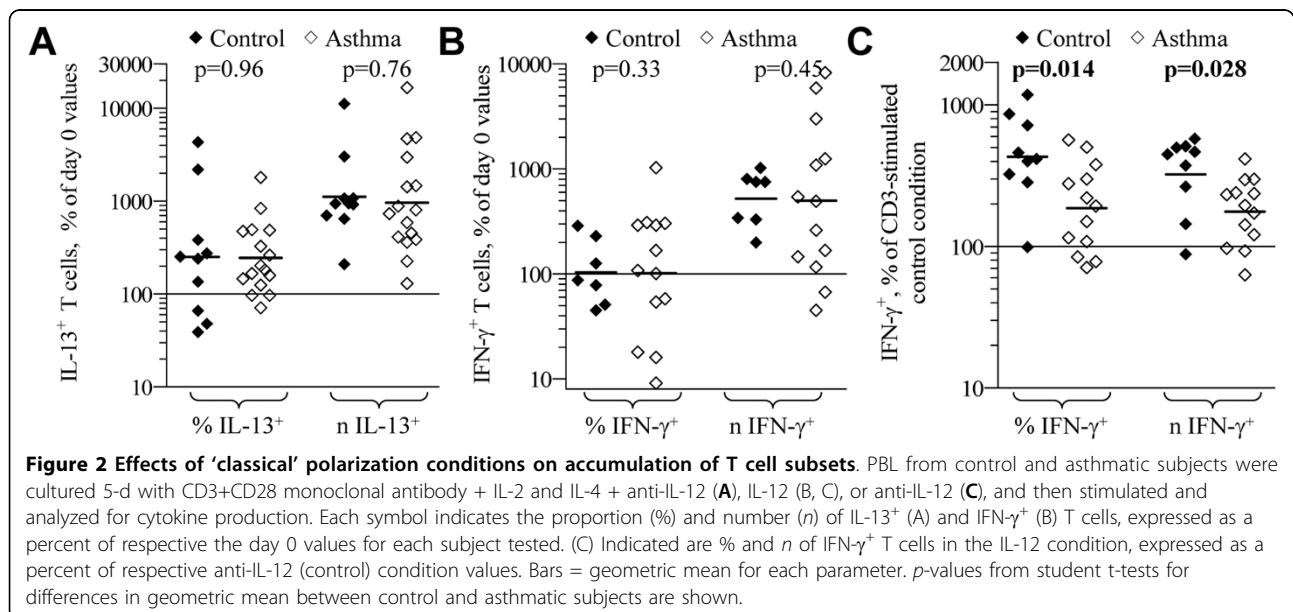 A
◆ Control ◇ Asthma
p=0.96 p=0.76
IL-13⁺ T cells, % of day 0 values
30000
10000
1000
100
10
% IL-13⁺ n IL-13⁺
B
◆ Control ◇ Asthma
p=0.33 p=0.45
IFN-γ⁺ T cells, % of day 0 values
10000
1000
100
10
% IFN-γ⁺ n IFN-γ⁺
C
◆ Control ◇ Asthma
p=0.014 p=0.028
IFN-γ⁺, % of CD3-stimulated
control condition
2000
1000
100
10
% IFN-γ⁺ n IFN-γ⁺
Figure 2 Effects of ‘classical’ polarization conditions on accumulation of T cell subsets. PBL from control and asthmatic subjects were
cultured 5-d with CD3+CD28 monoclonal antibody + IL-2 and IL-4 + anti-IL-12 (A), IL-12 (B, C), or anti-IL-12 (C), and then stimulated and
analyzed for cytokine production. Each symbol indicates the proportion (%) and number (n) of IL-13⁺ (A) and IFN-γ⁺ (B) T cells, expressed as a
percent of respective the day 0 values for each subject tested. (C) Indicated are % and n of IFN-γ⁺ T cells in the IL-12 condition, expressed as a
percent of respective anti-IL-12 (control) condition values. Bars = geometric mean for each parameter. p-values from student t-tests for
differences in geometric mean between control and asthmatic subjects are shown.